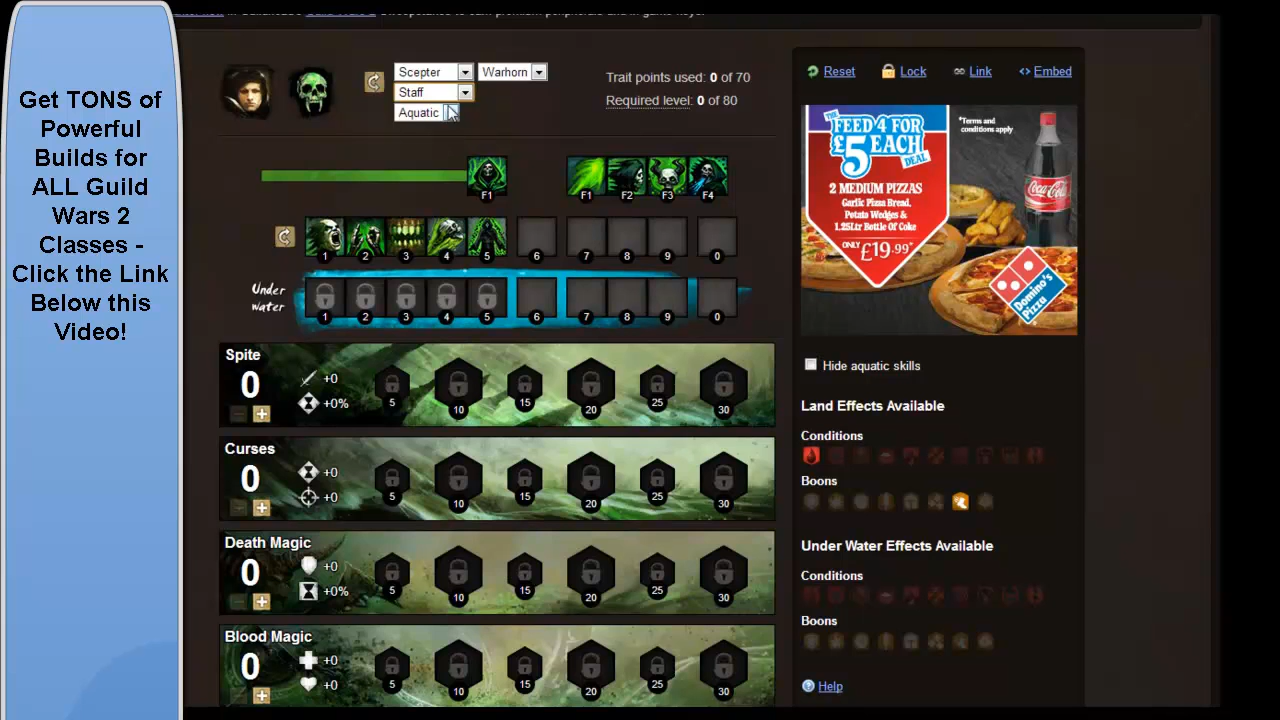 Get TONS of
Powerful
Builds for
ALL Guild
Wars 2
Classes -
Click the Link
Below this
Video!
Scepter Warhorn
Staff
Aquatic
Trait points used: 0 of 70
Required level: 0 of 80
Reset Lock Link Embed
F1 F1 F2 F3 F4
1 2 3 4 5 6 7 8 9 0
Under
water
1 2 3 4 5 6 7 8 9 0
Spite
0 +0
+0%
5 10 15 20 25 30
Curses
0 +0
+0
5 10 15 20 25 30
Death Magic
0 +0
+0%
5 10 15 20 25 30
Blood Magic
0 +0
+0
5 10 15 20 25 30
THE
FEED 4 FOR
£5 EACH
DEAL
2 MEDIUM PIZZAS
Garlic Pizza Bread,
Potato Wedges &
1.25Ltr Bottle Of Coke
ONLY £19.99*
*Terms and
conditions apply
Coca-Cola
Domino's
Pizza
Hide aquatic skills
Land Effects Available
Conditions
Boons
Under Water Effects Available
Conditions
Boons
Help